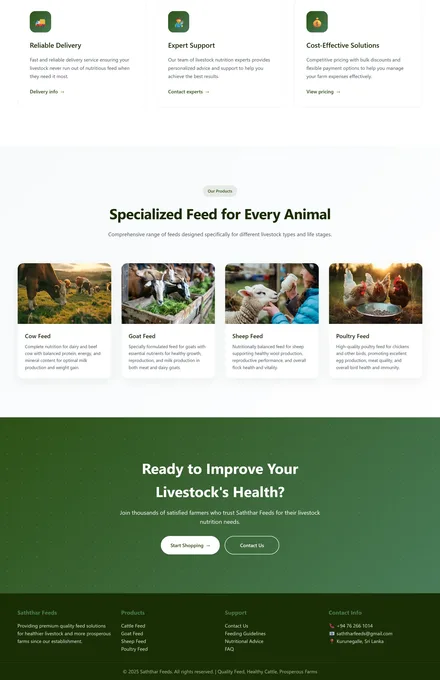 Reliable Delivery
Fast and reliable delivery service ensuring your
livestock never run out of nutritious feed when
they need it most.
Delivery info →
Expert Support
Our team of livestock nutrition experts provides
personalized advice and support to help you
achieve the best results.
Contact experts →
Cost-Effective Solutions
Competitive pricing with bulk discounts and
flexible payment options to help you manage
your farm expenses effectively.
View pricing →
Our Products
Specialized Feed for Every Animal
Comprehensive range of feeds designed specifically for different livestock types and life stages.
Cow Feed
Complete nutrition for dairy and beef
cow with balanced protein, energy, and
mineral content for optimal milk
production and weight gain.
Goat Feed
Specially formulated feed for goats with
essential nutrients for healthy growth,
reproduction, and milk production in
both meat and dairy goats.
Sheep Feed
Nutritionally balanced feed for sheep
supporting healthy wool production,
reproductive performance, and overall
flock health and vitality.
Poultry Feed
High-quality poultry feed for chickens
and other birds, promoting excellent
egg production, meat quality, and
overall bird health and immunity.
Ready to Improve Your
Livestock's Health?
Join thousands of satisfied farmers who trust Saththar Feeds for their livestock
nutrition needs.
Start Shopping →
Contact Us
Saththar Feeds
Providing premium quality feed solutions
for healthier livestock and more prosperous
farms since our establishment.
Products
Cattle Feed
Goat Feed
Sheep Feed
Poultry Feed
Support
Contact Us
Feeding Guidelines
Nutritional Advice
FAQ
Contact Info
+94 76 266 1014
saththarfeeds@gmail.com
Kurunegalle, Sri Lanka
© 2025 Saththar Feeds. All rights reserved. | Quality Feed, Healthy Cattle, Prosperous Farms